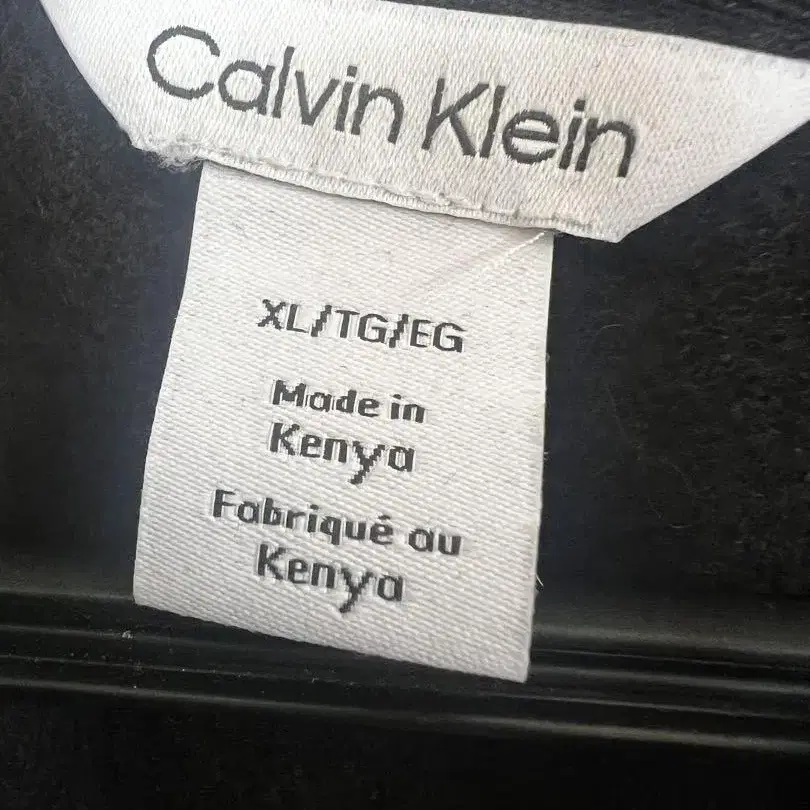 Calvin Klein
XL/TG/EG
Made in
Kenya
Fabriqué au
Kenya